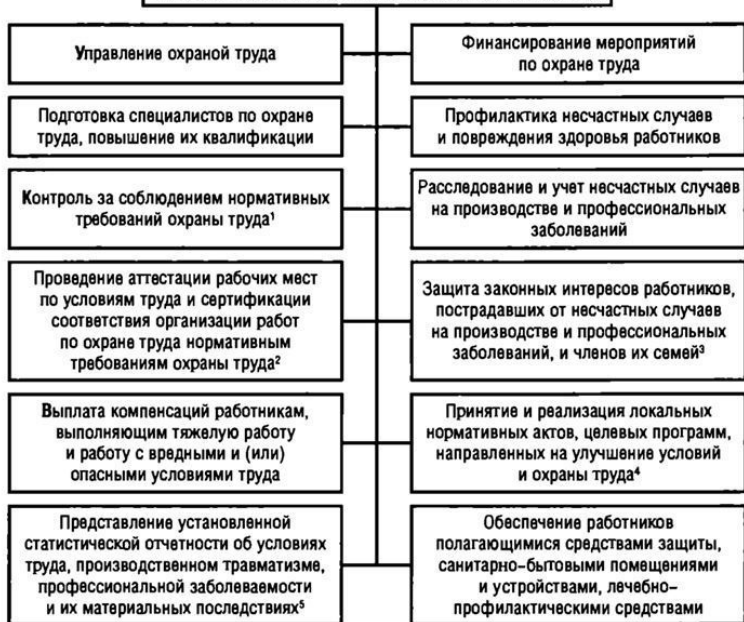 Управление охраной труда
Финансирование мероприятий
по охране труда
Подготовка специалистов по охране
труда, повышение их квалификации
Профилактика несчастных случаев
и повреждения здоровья работников
Контроль за соблюдением нормативных
требований охраны труда¹
Расследование и учет несчастных случаев
на производстве и профессиональных
заболеваний
Проведение аттестации рабочих мест
по условиям труда и сертификации
соответствия организации работ
по охране труда нормативным
требованиям охраны труда²
Защита законных интересов работников,
пострадавших от несчастных случаев
на производстве и профессиональных
заболеваний, и членов их семей³
Выплата компенсаций работникам,
выполняющим тяжелую работу
и работу с вредными и (или)
опасными условиями труда
Принятие и реализация локальных
нормативных актов, целевых программ,
направленных на улучшение условий
и охраны труда⁴
Представление установленной
статистической отчетности об условиях
труда, производственном травматизме,
профессиональной заболеваемости
и их материальных последствиях⁵
Обеспечение работников
полагающимися средствами защиты,
санитарно-бытовыми помещениями
и устройствами, лечебно-
профилактическими средствами